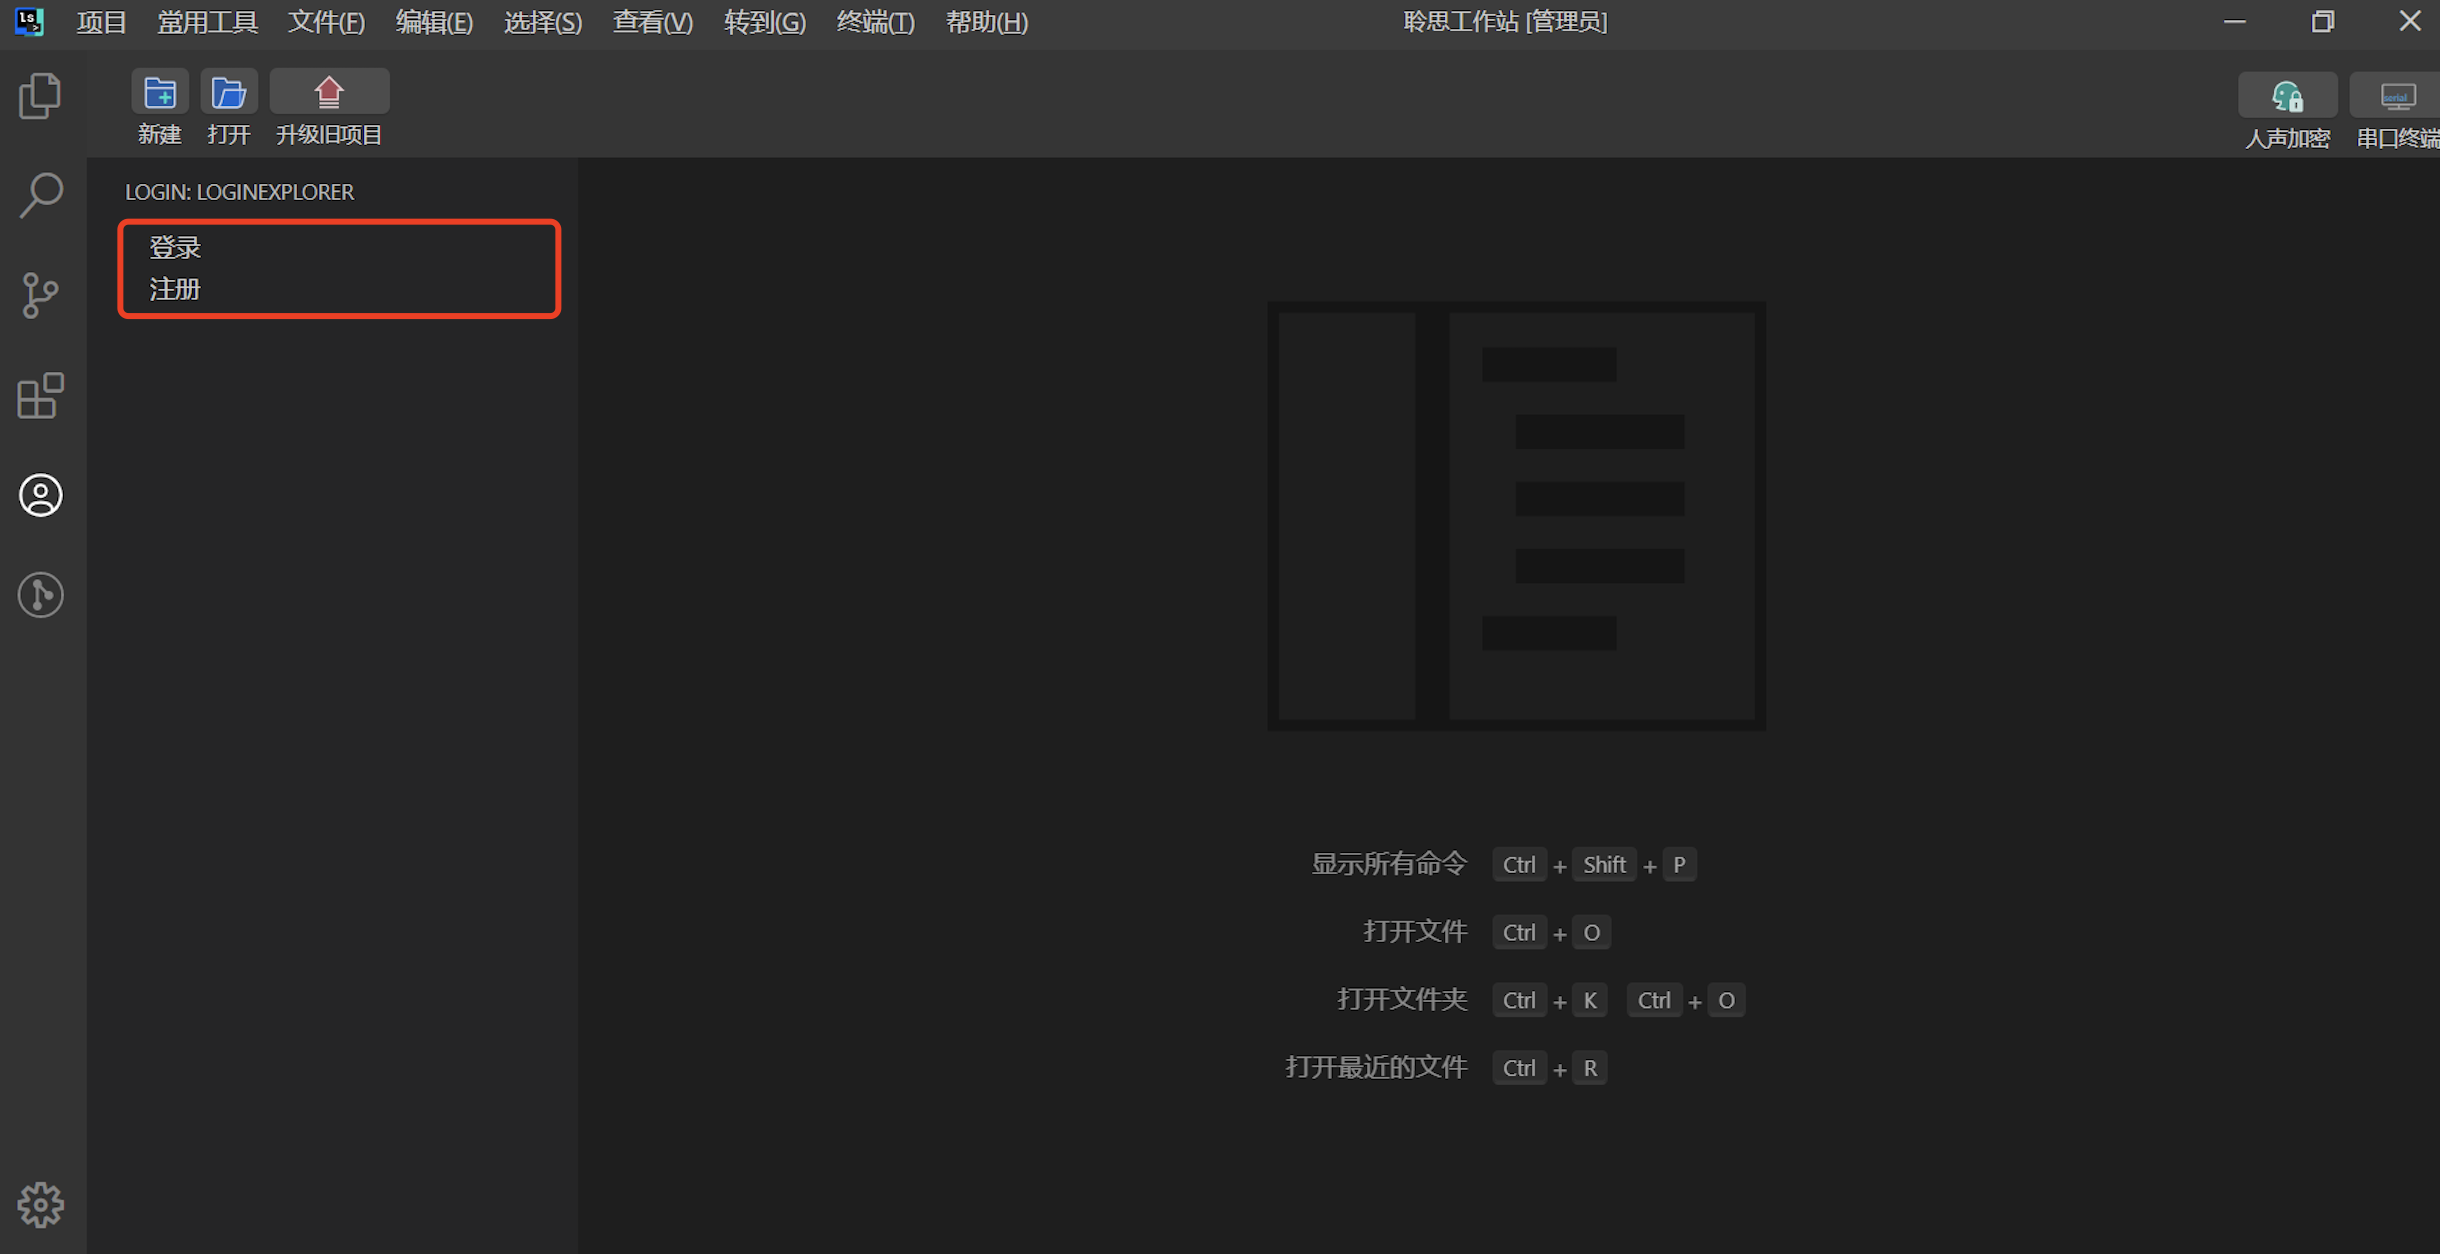 项目 常用工具 文件(F) 编辑(E) 选择(S) 查看(V) 转到(G) 终端(T) 帮助(H) 聆思工作站 [管理员]
新建 打开 升级旧项目 人声加密 serial 串口终端
LOGIN: LOGINEXPLORER
登录
注册
显示所有命令 Ctrl + Shift + P
打开文件 Ctrl + O
打开文件夹 Ctrl + K Ctrl + O
打开最近的文件 Ctrl + R